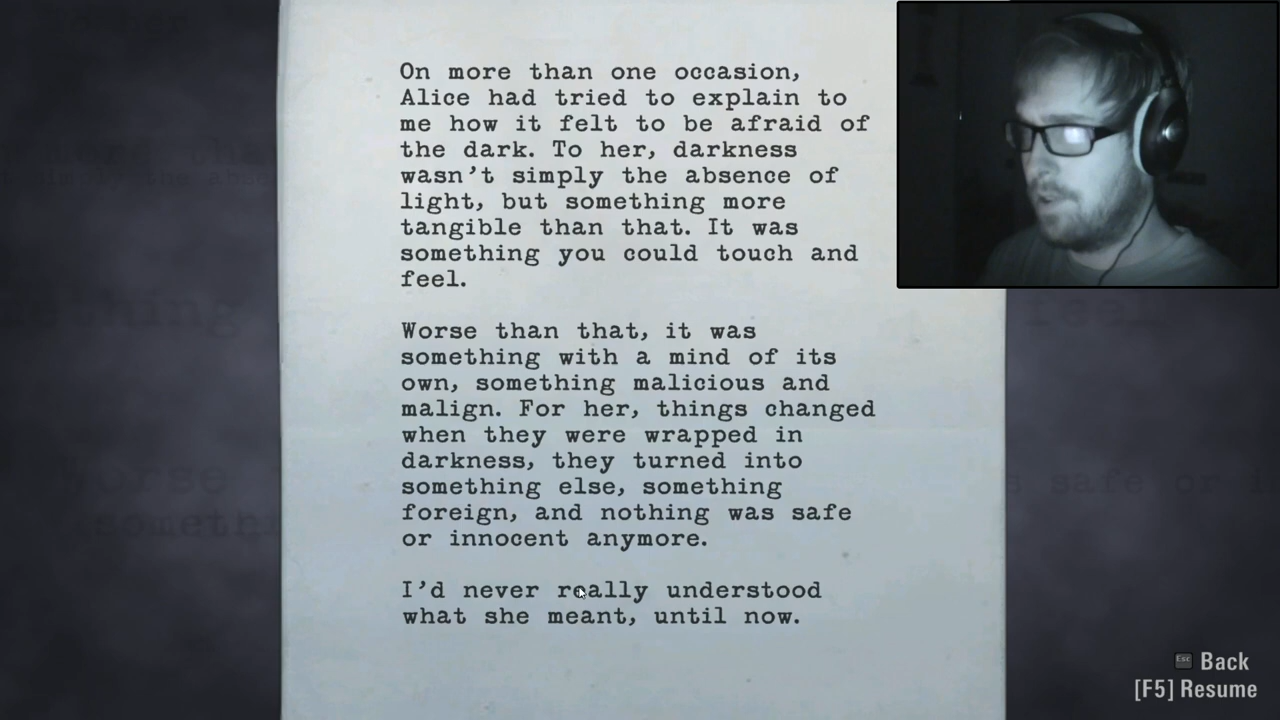 On more than one occasion,
Alice had tried to explain to
me how it felt to be afraid of
the dark. To her, darkness
wasn't simply the absence of
light, but something more
tangible than that. It was
something you could touch and
feel.
Worse than that, it was
something with a mind of its
own, something malicious and
malign. For her, things changed
when they were wrapped in
darkness, they turned into
something else, something
foreign, and nothing was safe
or innocent anymore.
I'd never really understood
what she meant, until now.
Esc Back
[F5] Resume